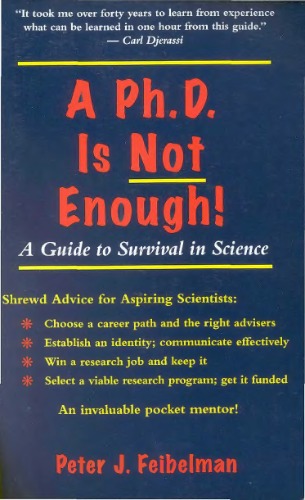 "It took me over forty years to learn from experience
what can be learned in one hour from this guide."
— Carl Djerassi
A Ph.D.
Is Not
Enough!
A Guide to Survival in Science
Shrewd Advice for Aspiring Scientists:
Choose a career path and the right advisers
Establish an identity; communicate effectively
Win a research job and keep it
Select a viable research program; get it funded
An invaluable pocket mentor!
Peter J. Feibelman